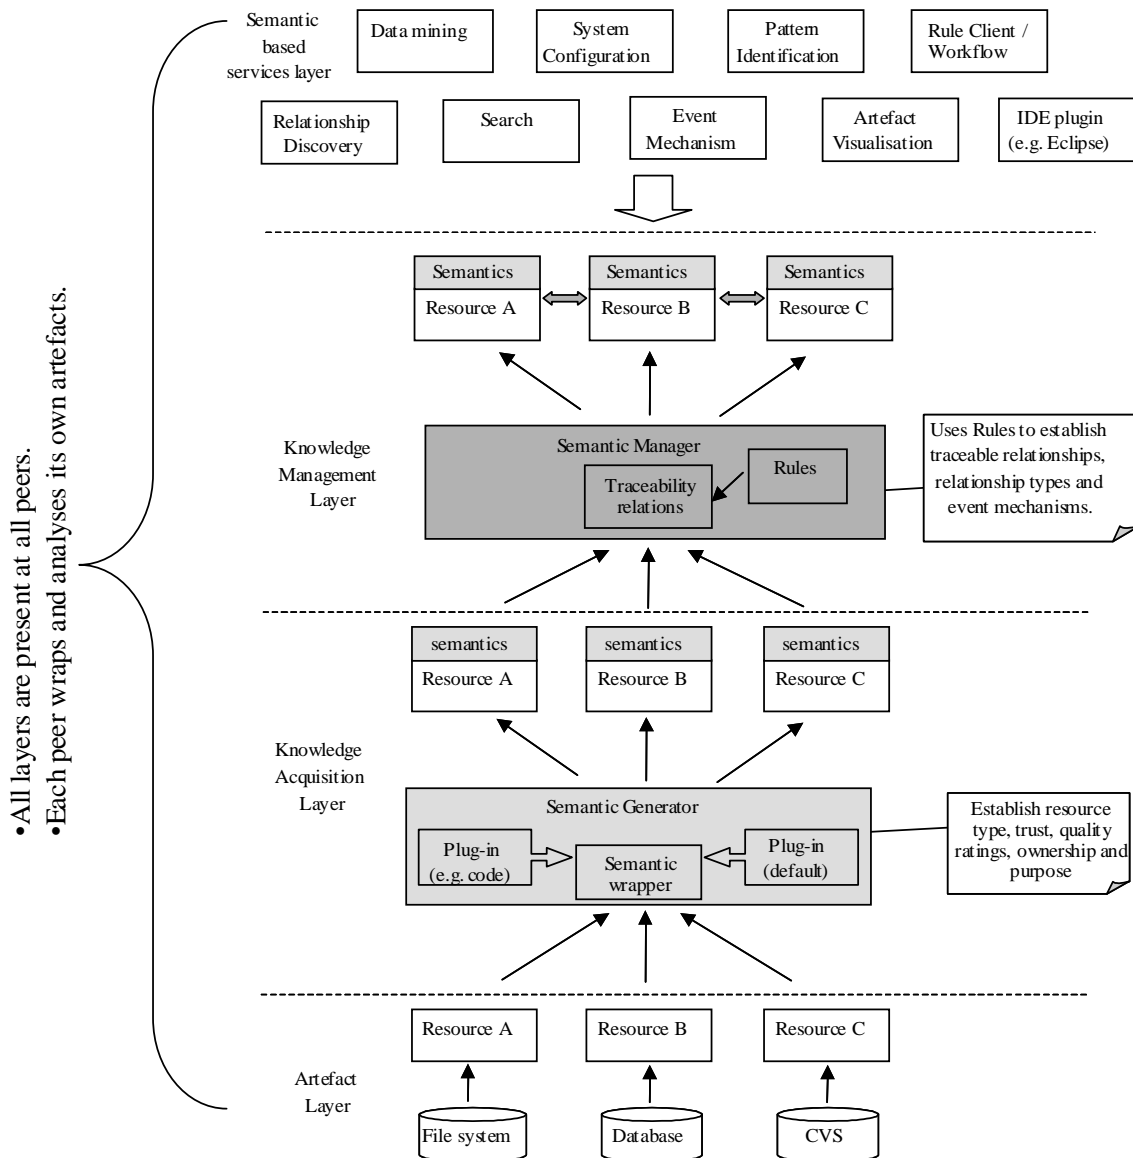 Semantic
based
services layer
Data mining
System
Configuration
Pattern
Identification
Rule Client /
Workflow
Relationship
Discovery
Search
Event
Mechanism
Artefact
Visualisation
IDE plugin
(e.g. Eclipse)
•All layers are present at all peers.
•Each peer wraps and analyses its own artefacts.
Semantics
Resource A
Semantics
Resource B
Semantics
Resource C
Knowledge
Management
Layer
Semantic Manager
Traceability
relations
Rules
Uses Rules to establish
traceable relationships,
relationship types and
event mechanisms.
semantics
Resource A
semantics
Resource B
semantics
Resource C
Knowledge
Acquisition
Layer
Semantic Generator
Plug-in
(e.g. code)
Semantic
wrapper
Plug-in
(default)
Establish resource
type, trust, quality
ratings, ownership and
purpose
Resource A
Resource B
Resource C
Artefact
Layer
File system
Database
CVS